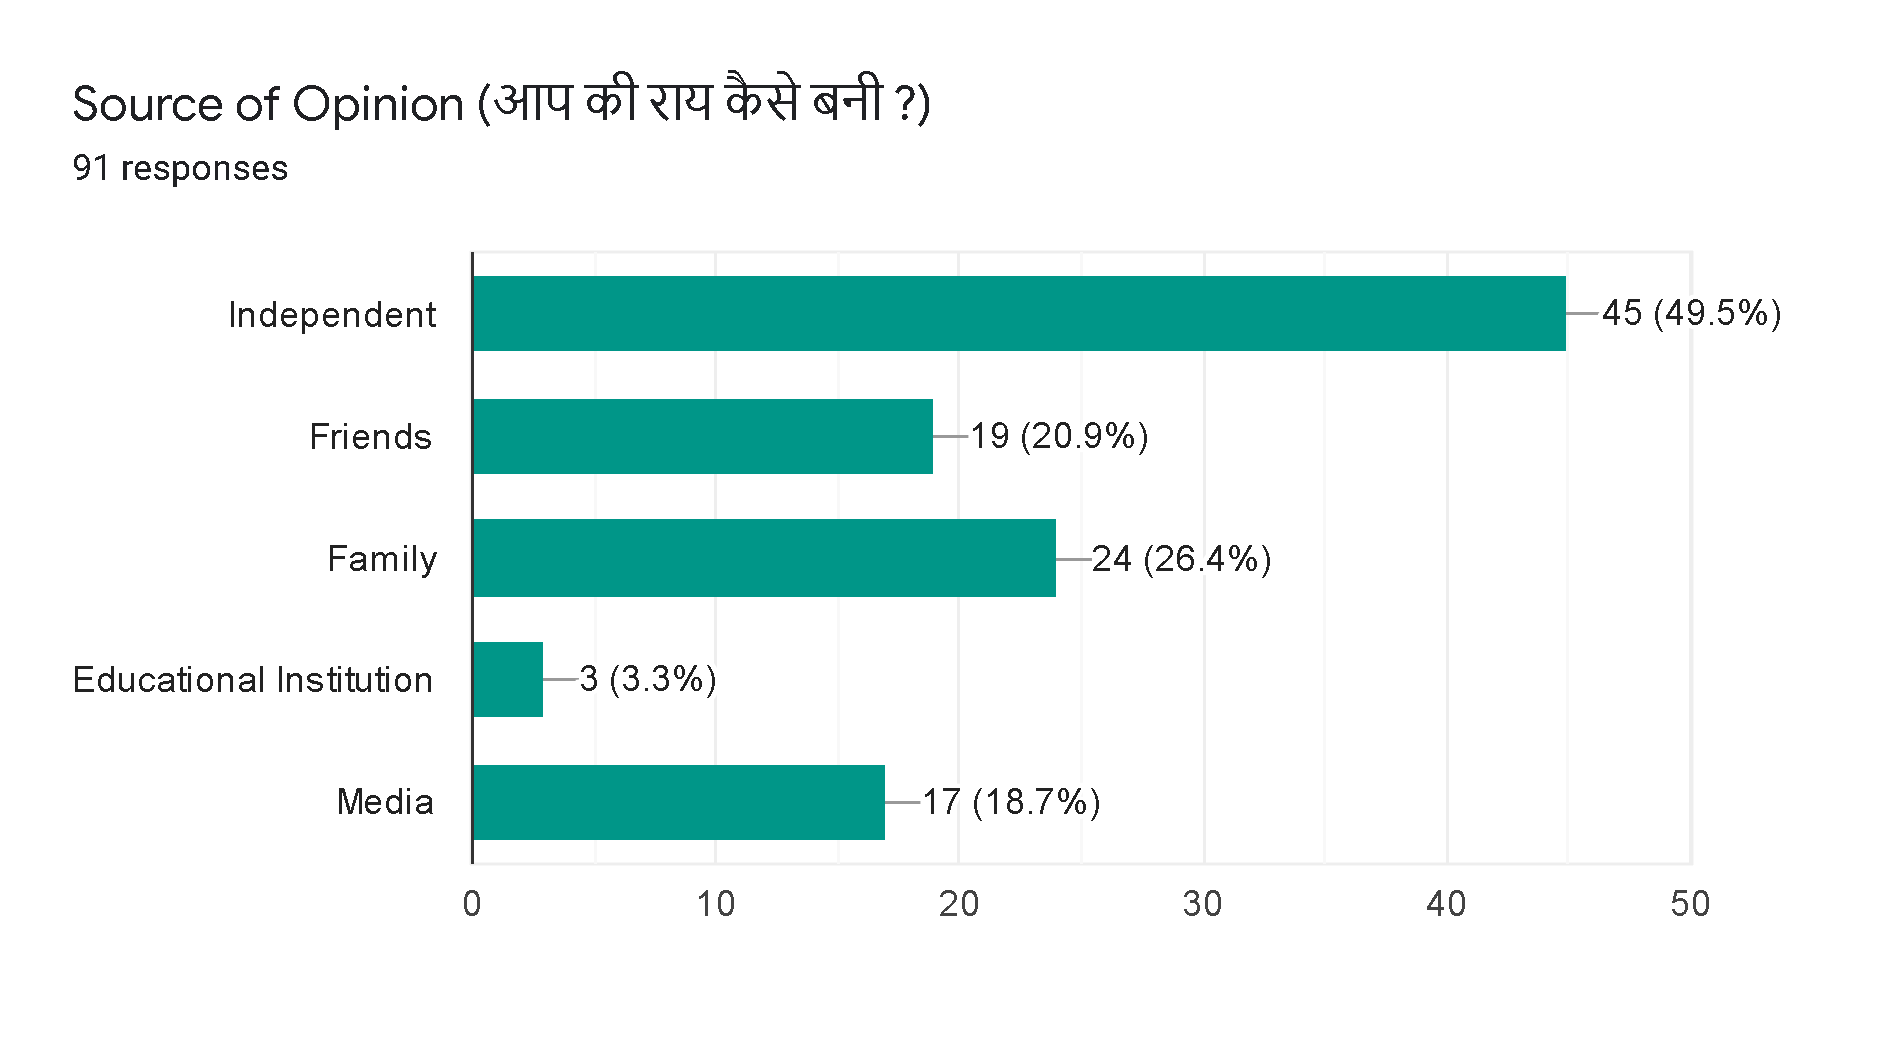 Source of Opinion (आप की राय कैसे बनी ?)
91 responses
Independent 45 (49.5%)
Friends 19 (20.9%)
Family 24 (26.4%)
Educational Institution 3 (3.3%)
Media 17 (18.7%)
0 10 20 30 40 50